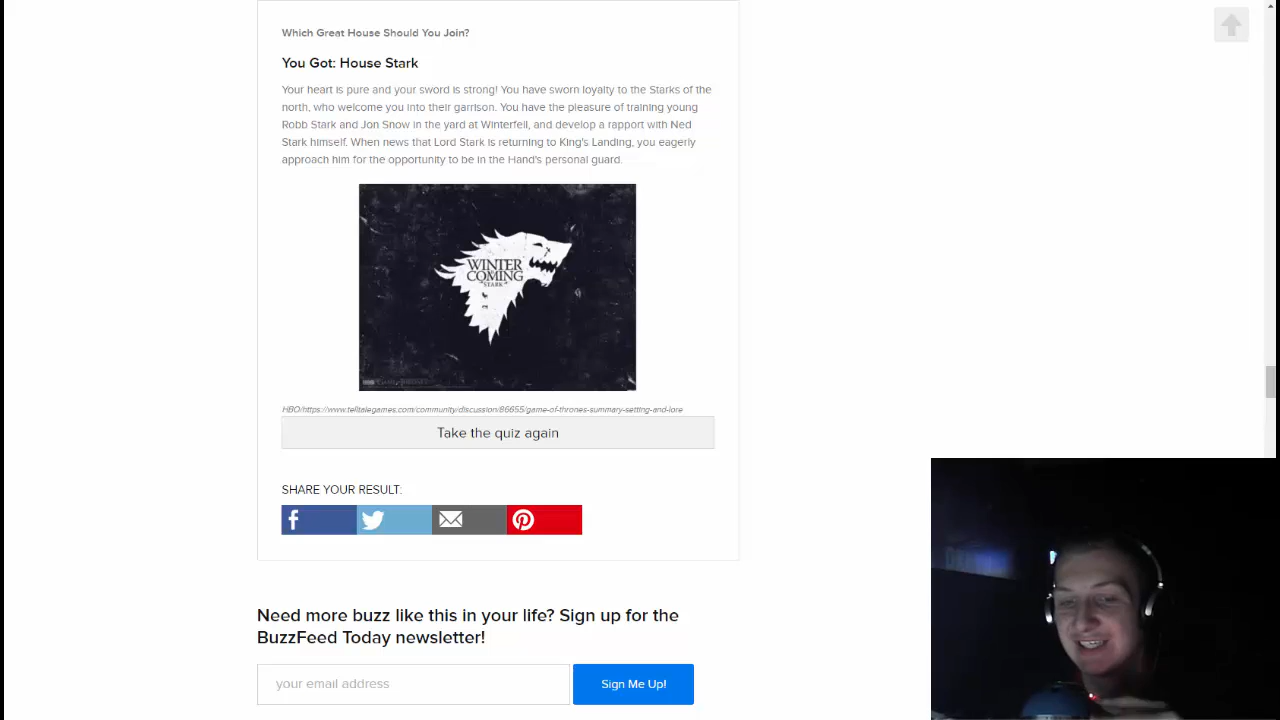 Which Great House Should You Join?
You Got: House Stark
Your heart is pure and your sword is strong! You have sworn loyalty to the Starks of the
north, who welcome you into their garrison. You have the pleasure of training young
Robb Stark and Jon Snow in the yard at Winterfell, and develop a rapport with Ned
Stark himself. When news that Lord Stark is returning to King's Landing, you eagerly
approach him for the opportunity to be in the Hand's personal guard.
WINTER
COMING
STARK
HBO/https://www.telltalegames.com/community/discussion/86655/game-of-thrones-summary-setting-and-lore
Take the quiz again
SHARE YOUR RESULT:
Need more buzz like this in your life? Sign up for the
BuzzFeed Today newsletter!
your email address
Sign Me Up!